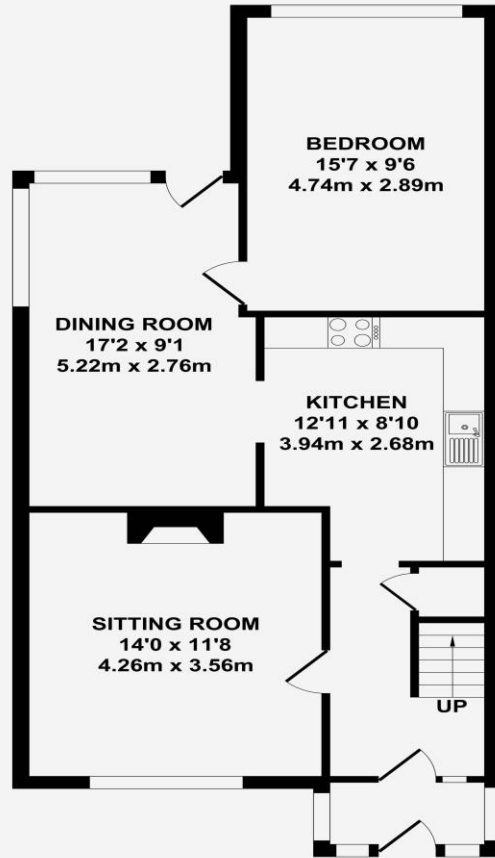 BEDROOM
15'7 x 9'6
4.74m x 2.89m
DINING ROOM
17'2 x 9'1
5.22m x 2.76m
KITCHEN
12'11 x 8'10
3.94m x 2.68m
SITTING ROOM
14'0 x 11'8
4.26m x 3.56m
UP